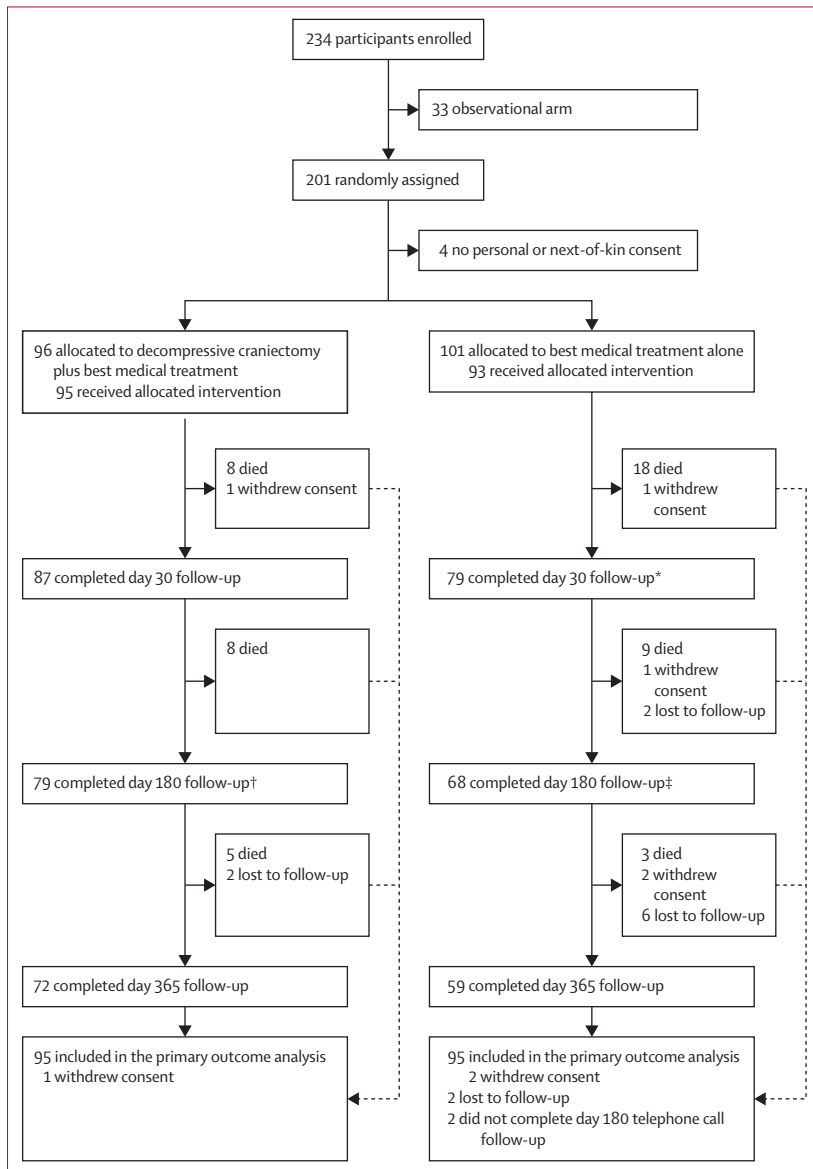 234 participants enrolled
33 observational arm
201 randomly assigned
4 no personal or next-of-kin consent
96 allocated to decompressive craniectomy
plus best medical treatment
95 received allocated intervention
101 allocated to best medical treatment alone
93 received allocated intervention
8 died
1 withdrew consent
18 died
1 withdrew
consent
87 completed day 30 follow-up
79 completed day 30 follow-up*
8 died
9 died
1 withdrew
consent
2 lost to follow-up
79 completed day 180 follow-up†
68 completed day 180 follow-up‡
5 died
2 lost to follow-up
3 died
2 withdrew
consent
6 lost to follow-up
72 completed day 365 follow-up
59 completed day 365 follow-up
95 included in the primary outcome analysis
1 withdrew consent
95 included in the primary outcome analysis
2 withdrew consent
2 lost to follow-up
2 did not complete day 180 telephone call
follow-up